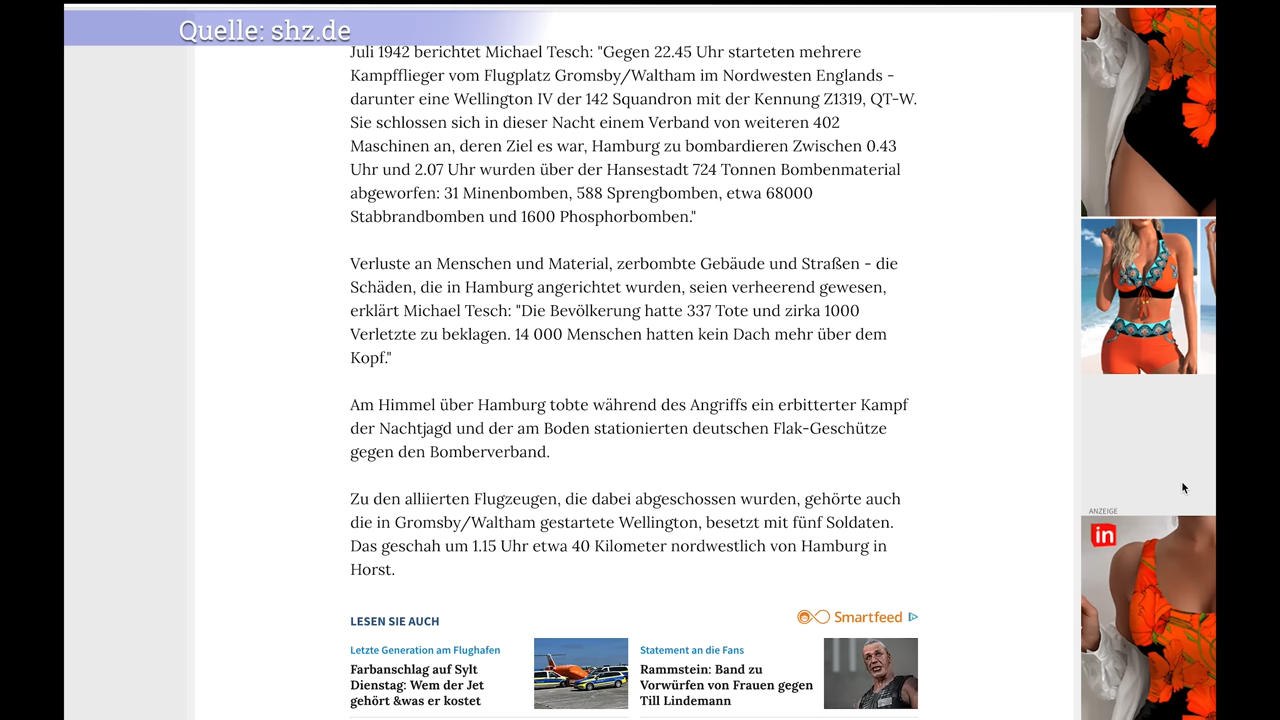 Quelle: shz.de
Juli 1942 berichtet Michael Tesch: "Gegen 22.45 Uhr starteten mehrere
Kampfflieger vom Flugplatz Gromsby/Waltham im Nordwesten Englands -
darunter eine Wellington IV der 142 Squandron mit der Kennung Z1319, QT-W.
Sie schlossen sich in dieser Nacht einem Verband von weiteren 402
Maschinen an, deren Ziel es war, Hamburg zu bombardieren Zwischen 0.43
Uhr und 2.07 Uhr wurden über der Hansestadt 724 Tonnen Bombenmaterial
abgeworfen: 31 Minenbomben, 588 Sprengbomben, etwa 68000
Stabbrandbomben und 1600 Phosphorbomben."
Verluste an Menschen und Material, zerbombte Gebäude und Straßen - die
Schäden, die in Hamburg angerichtet wurden, seien verheerend gewesen,
erklärt Michael Tesch: "Die Bevölkerung hatte 337 Tote und zirka 1000
Verletzte zu beklagen. 14 000 Menschen hatten kein Dach mehr über dem
Kopf."
Am Himmel über Hamburg tobte während des Angriffs ein erbitterter Kampf
der Nachtjagd und der am Boden stationierten deutschen Flak-Geschütze
gegen den Bomberverband.
Zu den alliierten Flugzeugen, die dabei abgeschossen wurden, gehörte auch
die in Gromsby/Waltham gestartete Wellington, besetzt mit fünf Soldaten.
Das geschah um 1.15 Uhr etwa 40 Kilometer nordwestlich von Hamburg in
Horst.
LESEN SIE AUCH
Smartfeed
Letzte Generation am Flughafen
Farbanschlag auf Sylt
Dienstag: Wem der Jet
gehört &was er kostet
Statement an die Fans
Rammstein: Band zu
Vorwürfen von Frauen gegen
Till Lindemann
ANZEIGE
in